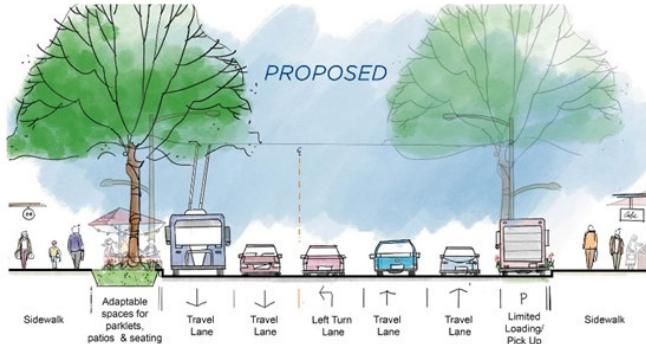 PROPOSED
Cafe
Sidewalk
Adaptable
spaces for
parklets,
patios & seating
Travel
Lane
Travel
Lane
Left Turn
Lane
Travel
Lane
Travel
Lane
P
Limited
Loading/
Pick Up
Sidewalk